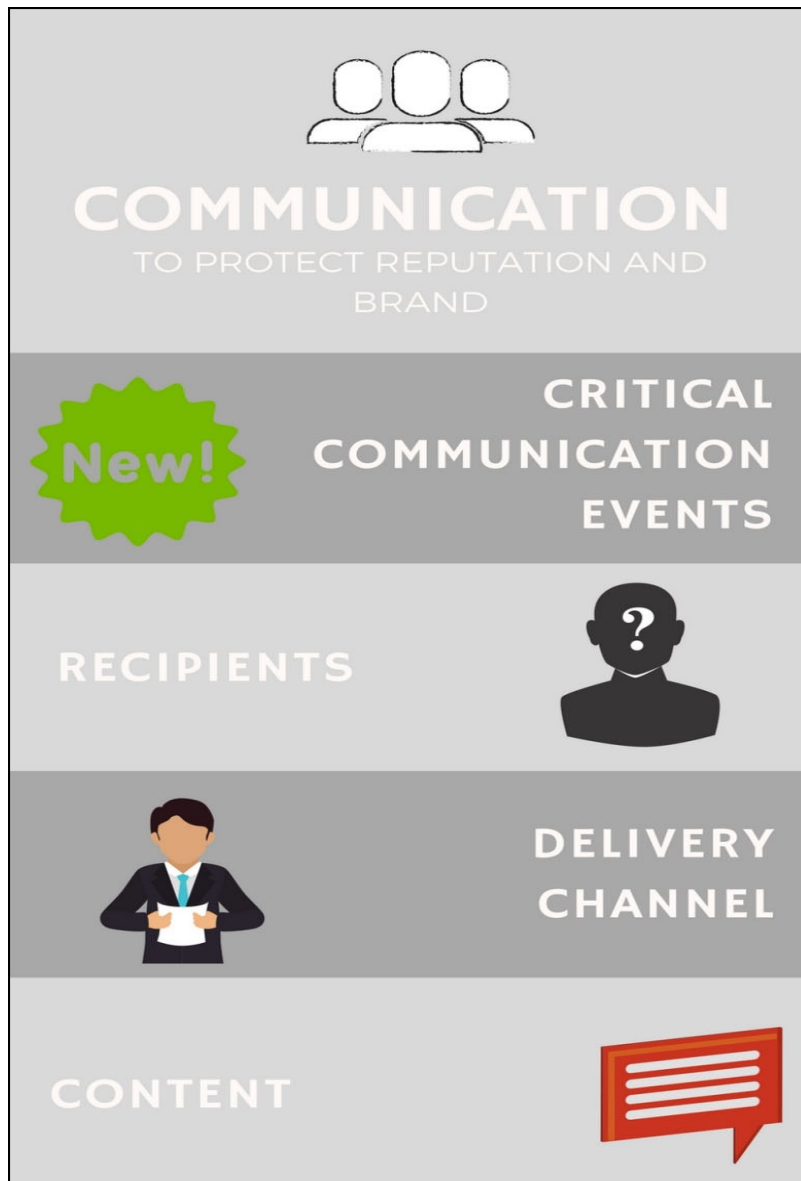 COMMUNICATION
TO PROTECT REPUTATION AND
BRAND
New!
CRITICAL
COMMUNICATION
EVENTS
RECIPIENTS
?
DELIVERY
CHANNEL
CONTENT